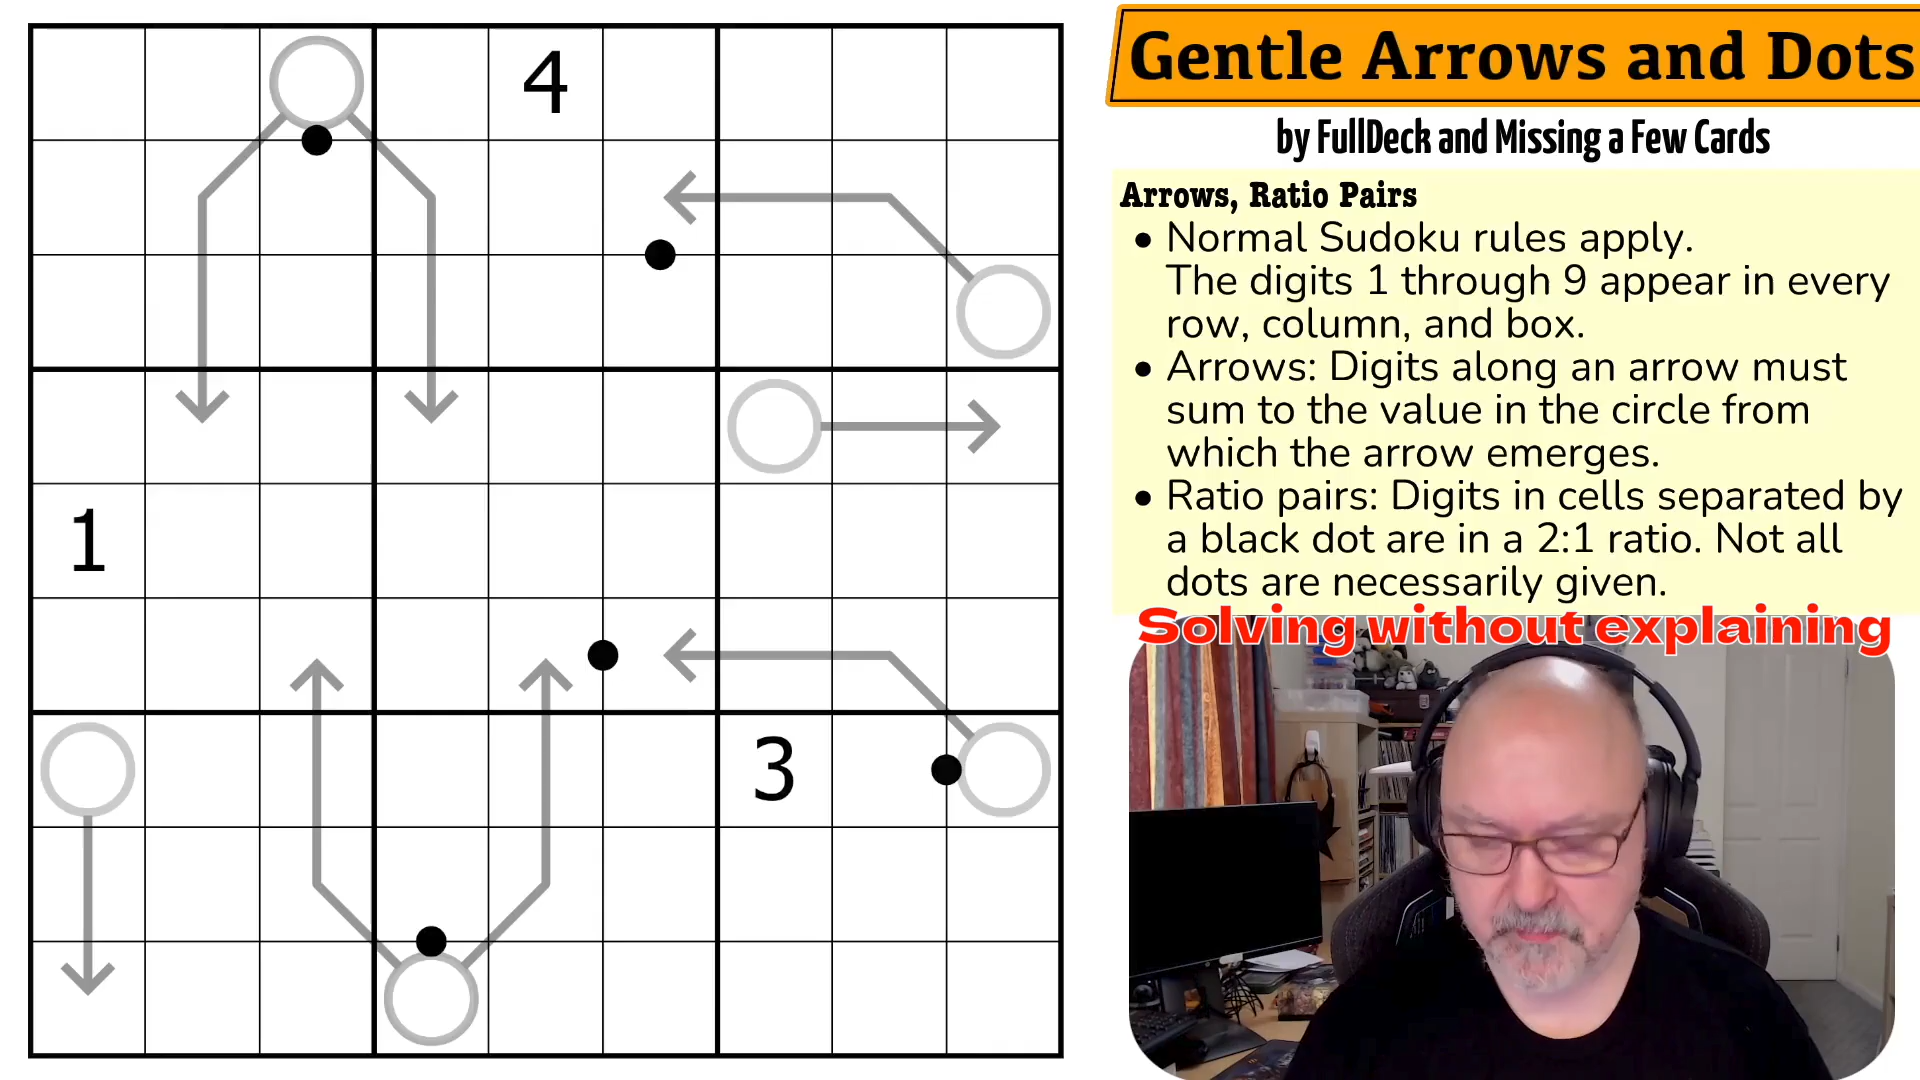 Gentle Arrows and Dots
by FullDeck and Missing a Few Cards
Arrows, Ratio Pairs
• Normal Sudoku rules apply.
The digits 1 through 9 appear in every
row, column, and box.
• Arrows: Digits along an arrow must
sum to the value in the circle from
which the arrow emerges.
• Ratio pairs: Digits in cells separated by
a black dot are in a 2:1 ratio. Not all
dots are necessarily given.
Solving without explaining
4
1
3